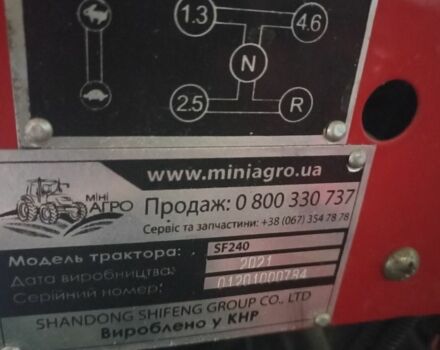 1.3
4.6
N
2.5
R
www.miniagro.ua
міні
АГРО
Продаж: 0 800 330 737
Сервіс та запчастини: +38 (067) 354 78 78
Модель трактора: SF240
Дата виробництва: 2021
Серійний номер: 01201000784
SHANDONG SHIFENG GROUP CO., LTD
Вироблено у КНР